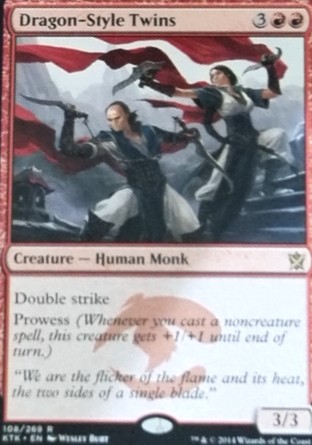 Dragon-Style Twins 3
Creature — Human Monk
Double strike
Prowess (Whenever you cast a noncreature
spell, this creature gets +1/+1 until end of
turn.)
"We are the flicker of the flame and its heat,
the two sides of a single blade."
108/269 R
KTK • EN Wesley Burt
3/3
™ & © 2014 Wizards of the Coast